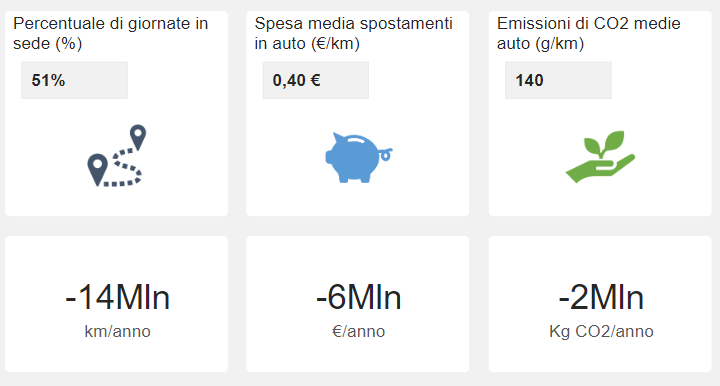 Percentuale di giornate in
sede (%)
51%
Spesa media spostamenti
in auto (€/km)
0,40 €
Emissioni di CO2 medie
auto (g/km)
140
-14Mln
km/anno
-6Mln
€/anno
-2Mln
Kg CO2/anno